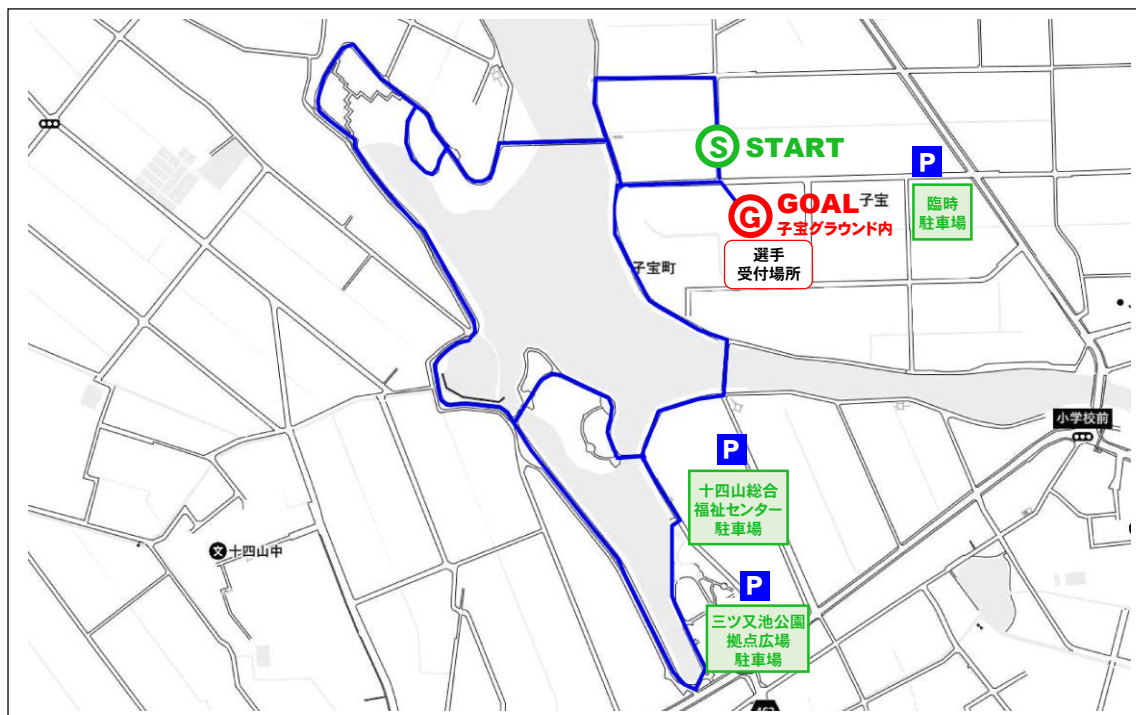 S START
P
G GOAL
子宝グラウンド内
子宝
臨時
駐車場
選手
受付場所
子宝町
小学校前
P
十四山総合
福祉センター
駐車場
文 十四山中
P
三ツ又池公園
拠点広場
駐車場